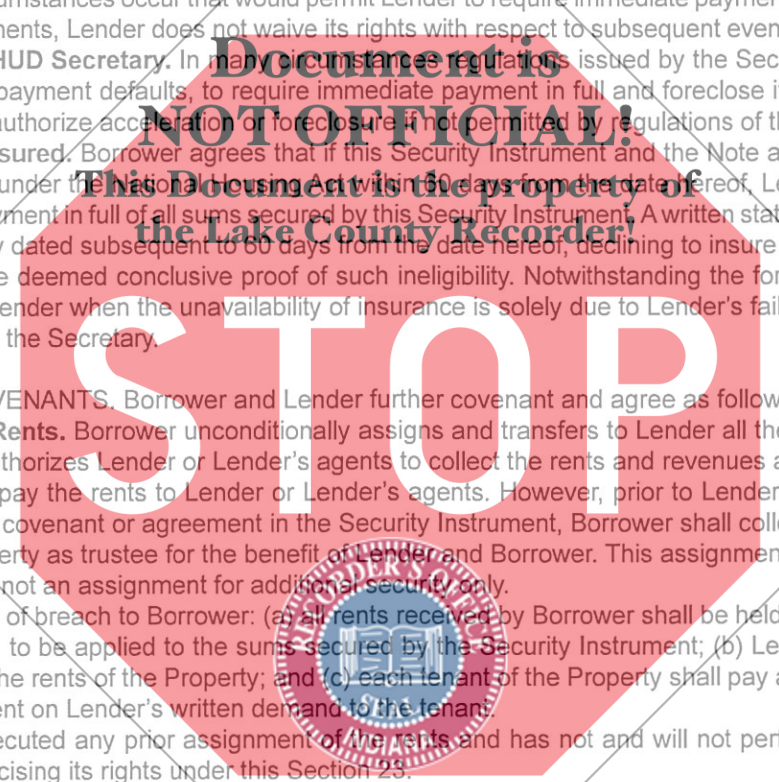 umstances occur that would permit Lender to require immediate payment
nents, Lender does not waive its rights with respect to subsequent even
HUD Secretary. In many circumstances regulations issued by the Sec
payment defaults, to require immediate payment in full and foreclose i
authorize acceleration or foreclosure if not permitted by regulations of t
sured. Borrower agrees that if this Security Instrument and the Note a
under the National Housing Act within 60 days from the date hereof, Le
yment in full of all sums secured by this Security Instrument. A written stat
y dated subsequent to 60 days from the date hereof, declining to insure
e deemed conclusive proof of such ineligibility. Notwithstanding the for
ender when the unavailability of insurance is solely due to Lender's fail
the Secretary.
VENANTS. Borrower and Lender further covenant and agree as follow
Rents. Borrower unconditionally assigns and transfers to Lender all the
thorizes Lender or Lender's agents to collect the rents and revenues a
pay the rents to Lender or Lender's agents. However, prior to Lender
covenant or agreement in the Security Instrument, Borrower shall coll
erty as trustee for the benefit of Lender and Borrower. This assignmen
not an assignment for additional security only.
of breach to Borrower: (a) all rents received by Borrower shall be held
to be applied to the sums secured by the Security Instrument; (b) Le
he rents of the Property; and (c) each tenant of the Property shall pay a
ent on Lender's written demand to the tenant.
ecuted any prior assignment of the rents and has not and will not perf
cising its rights under this Section 23.
Document is
NOT OFFICIAL!
This Document is the property of
the Lake County Recorder!
STOP
RECORDER'S OFFICE
SEAL